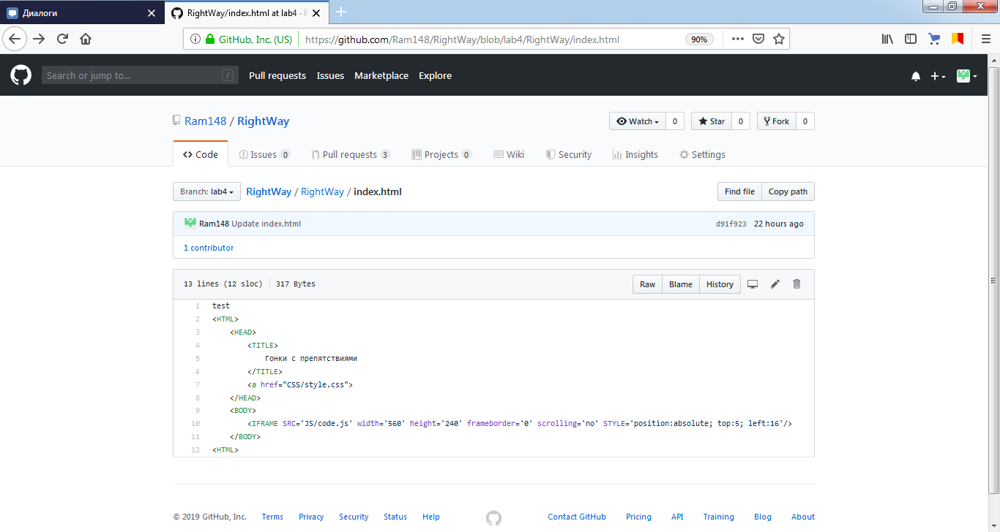 Диалоги
RightWay/index.html at lab4 · R
GitHub, Inc. (US) https://github.com/Ram148/RightWay/blob/lab4/RightWay/index.html 90%
Search or jump to... / Pull requests Issues Marketplace Explore
Ram148 / RightWay Watch 0 Star 0 Fork 0
Code Issues 0 Pull requests 3 Projects 0 Wiki Security Insights Settings
Branch: lab4 RightWay / RightWay / index.html Find file Copy path
Ram148 Update index.html d91f923 22 hours ago
1 contributor
13 lines (12 sloc) 317 Bytes Raw Blame History
1 test
2 <HTML>
3 <HEAD>
4 <TITLE>
5 Гонки с препятствиями
6 </TITLE>
7 <a href="CSS/style.css">
8 </HEAD>
9 <BODY>
10 <IFRAME SRC='JS/code.js' width='560' height='240' frameborder='0' scrolling='no' STYLE='position:absolute; top:5; left:16'/>
11 </BODY>
12 <HTML>
© 2019 GitHub, Inc. Terms Privacy Security Status Help Contact GitHub Pricing API Training Blog About